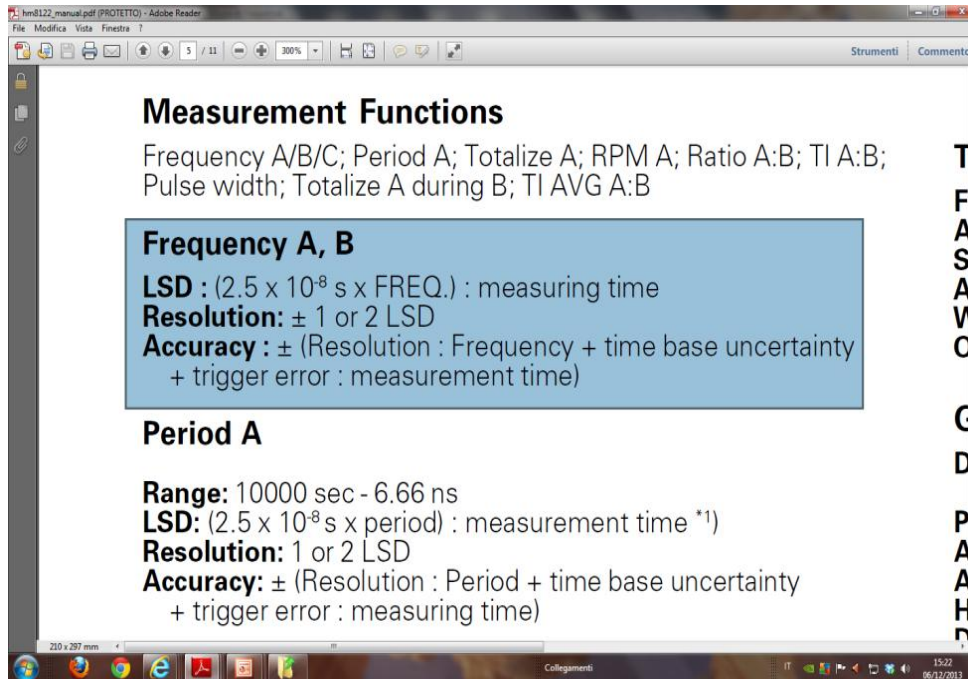 hm8122_manual.pdf (PROTETTO) - Adobe Reader
File Modifica Vista Finestra ?
5 / 11 300% Strumenti Commento
Measurement Functions
Frequency A/B/C; Period A; Totalize A; RPM A; Ratio A:B; TI A:B;
Pulse width; Totalize A during B; TI AVG A:B
Frequency A, B
LSD : (2.5 x 10⁻⁸ s x FREQ.) : measuring time
Resolution: ± 1 or 2 LSD
Accuracy : ± (Resolution : Frequency + time base uncertainty
+ trigger error : measurement time)
Period A
Range: 10000 sec - 6.66 ns
LSD: (2.5 x 10⁻⁸ s x period) : measurement time *1)
Resolution: 1 or 2 LSD
Accuracy: ± (Resolution : Period + time base uncertainty
+ trigger error : measuring time)
T
F
A
S
A
W
O
G
D
P
A
A
H
D
210 x 297 mm
Collegamenti IT 15:22
06/12/2013